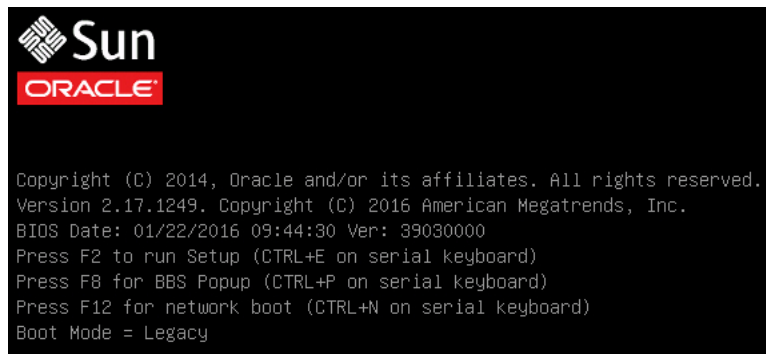 Sun
ORACLE
Copyright (C) 2014, Oracle and/or its affiliates. All rights reserved.
Version 2.17.1249. Copyright (C) 2016 American Megatrends, Inc.
BIOS Date: 01/22/2016 09:44:30 Ver: 39030000
Press F2 to run Setup (CTRL+E on serial keyboard)
Press F8 for BBS Popup (CTRL+P on serial keyboard)
Press F12 for network boot (CTRL+N on serial keyboard)
Boot Mode = Legacy